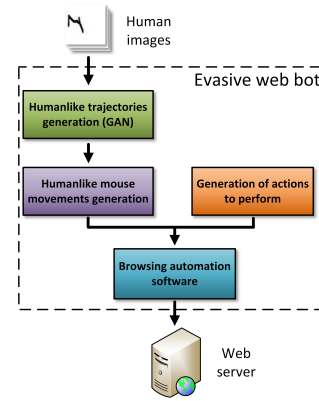 Human
images
Evasive web bot
Humanlike trajectories
generation (GAN)
Humanlike mouse
movements generation
Generation of actions
to perform
Browsing automation
software
Web
server